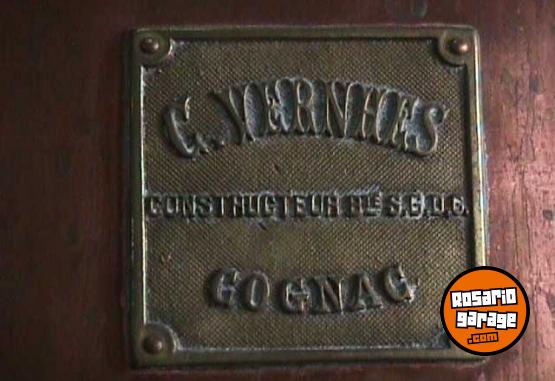 G. VERNHES
CONSTRUCTEUR BTÉ S.G.D.G.
COGNAC
Rosario
garage
.com